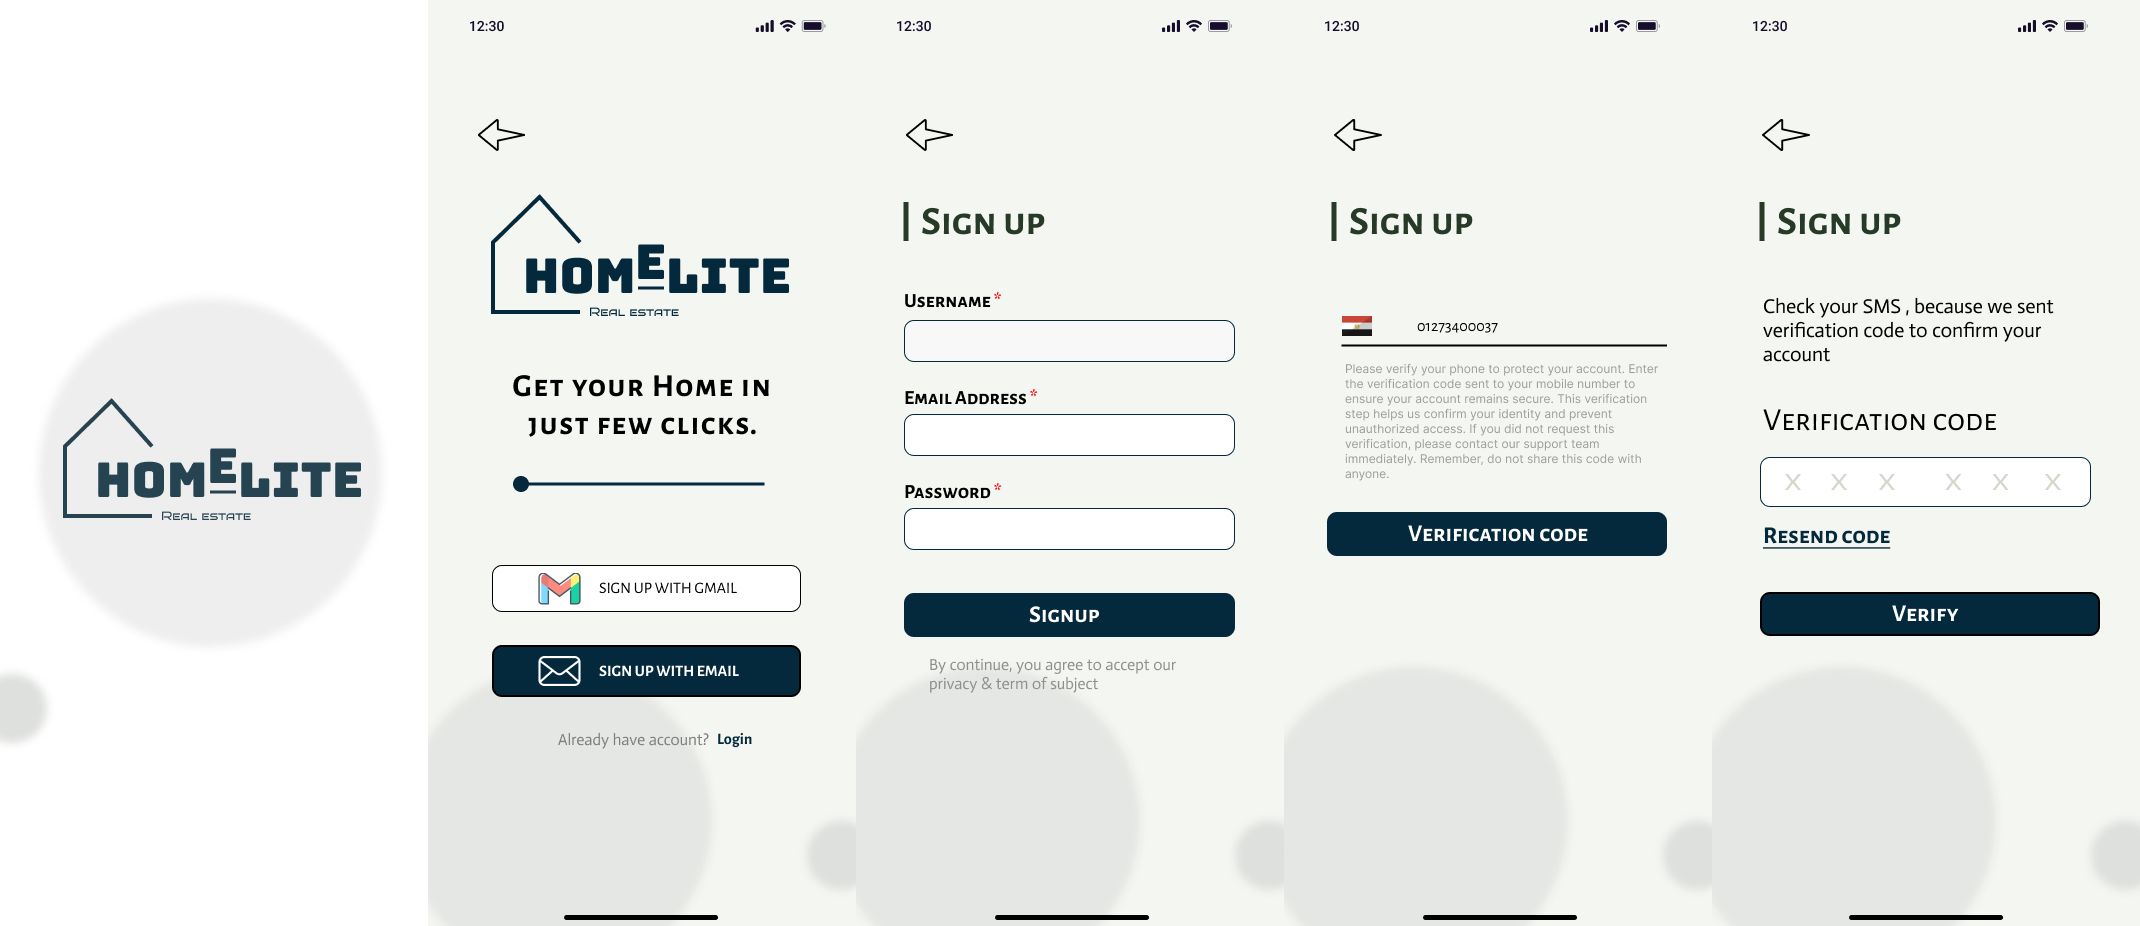 HOMELITE
REAL ESTATE
12:30
HOMELITE
REAL ESTATE
GET YOUR HOME IN
JUST FEW CLICKS.
SIGN UP WITH GMAIL
SIGN UP WITH EMAIL
Already have account? Login
12:30
SIGN UP
USERNAME *
EMAIL ADDRESS *
PASSWORD *
SIGNUP
By continue, you agree to accept our
privacy & term of subject
12:30
SIGN UP
01273400037
Please verify your phone to protect your account. Enter
the verification code sent to your mobile number to
ensure your account remains secure. This verification
step helps us confirm your identity and prevent
unauthorized access. If you did not request this
verification, please contact our support team
immediately. Remember, do not share this code with
anyone.
VERIFICATION CODE
12:30
SIGN UP
Check your SMS , because we sent
verification code to confirm your
account
VERIFICATION CODE
X X X X X X
RESEND CODE
VERIFY